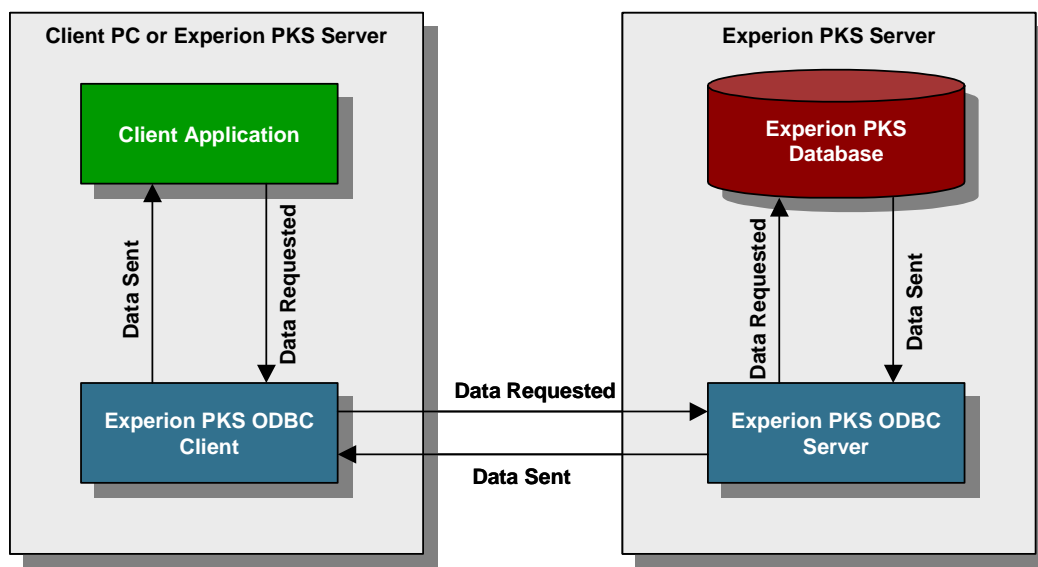 Client PC or Experion PKS Server
Client Application
Data Sent
Data Requested
Experion PKS ODBC
Client
Data Requested
Data Sent
Experion PKS Server
Experion PKS
Database
Data Requested
Data Sent
Experion PKS ODBC
Server